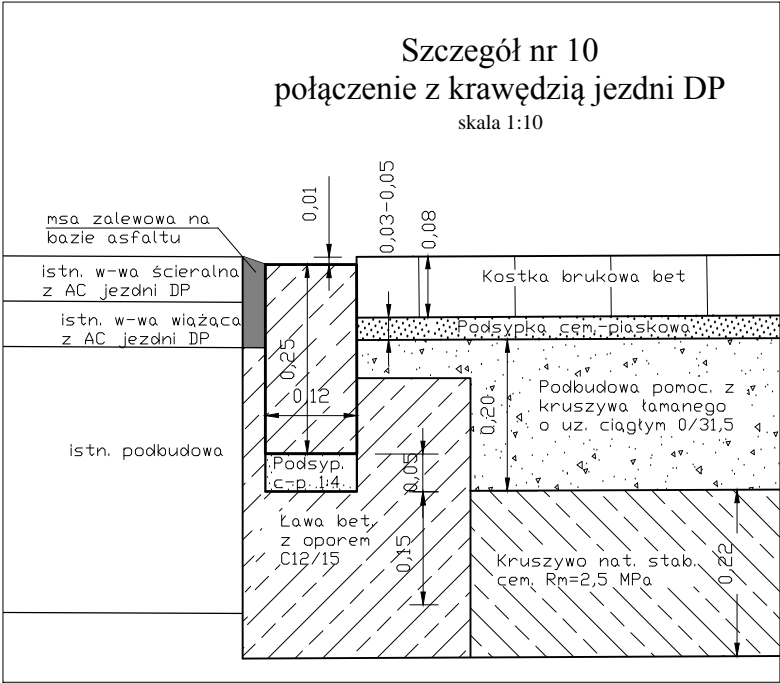 Szczegół nr 10
połączenie z krawędzią jezdni DP
skala 1:10
0,01
0,03-0,05
0,08
msa zalewowa na
bazie asfaltu
istn. w-wa ścieralna
z AC jezdni DP
istn. w-wa wiążąca
z AC jezdni DP
istn. podbudowa
0,25
0,12
Podsyp.
c-p. 1:4
Ława bet.
z oporem
C12/15
0,05
0,15
Kostka brukowa bet
Podsypka cem.-piaskowa
0,20
Podbudowa pomoc. z
kruszywa łamanego
o uz. ciągłym 0/31,5
Kruszywo nat. stab.
cem. Rm=2,5 MPa
0,22